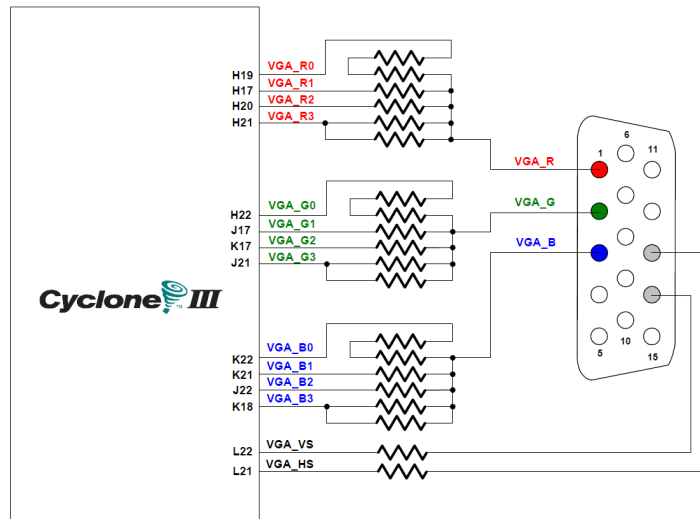 VGA_R0
H19
VGA_R1
H17
VGA_R2
H20
VGA_R3
H21
VGA_R
6
1
11
VGA_G0
H22
VGA_G1
J17
VGA_G2
K17
VGA_G3
J21
VGA_G
VGA_B
Cyclone III
TM
VGA_B0
K22
VGA_B1
K21
VGA_B2
J22
VGA_B3
K18
5
10
15
VGA_VS
L22
VGA_HS
L21